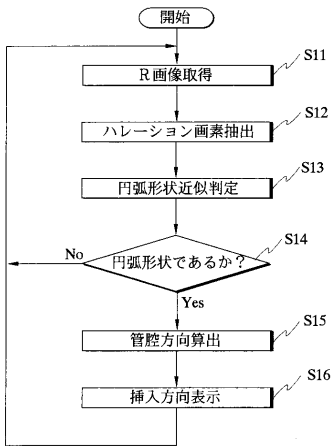 開始
S11
R画像取得
S12
ハレーション画素抽出
S13
円弧形状近似判定
S14
円弧形状であるか？
No
Yes
S15
管腔方向算出
S16
挿入方向表示